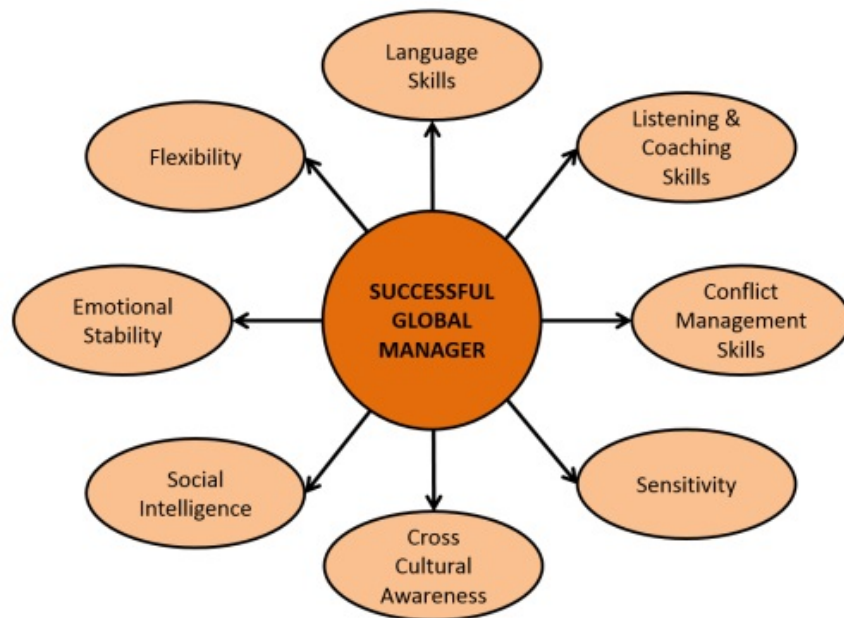 Language
Skills
Listening &
Coaching
Skills
Flexibility
SUCCESSFUL
GLOBAL
MANAGER
Emotional
Stability
Conflict
Management
Skills
Social
Intelligence
Sensitivity
Cross
Cultural
Awareness